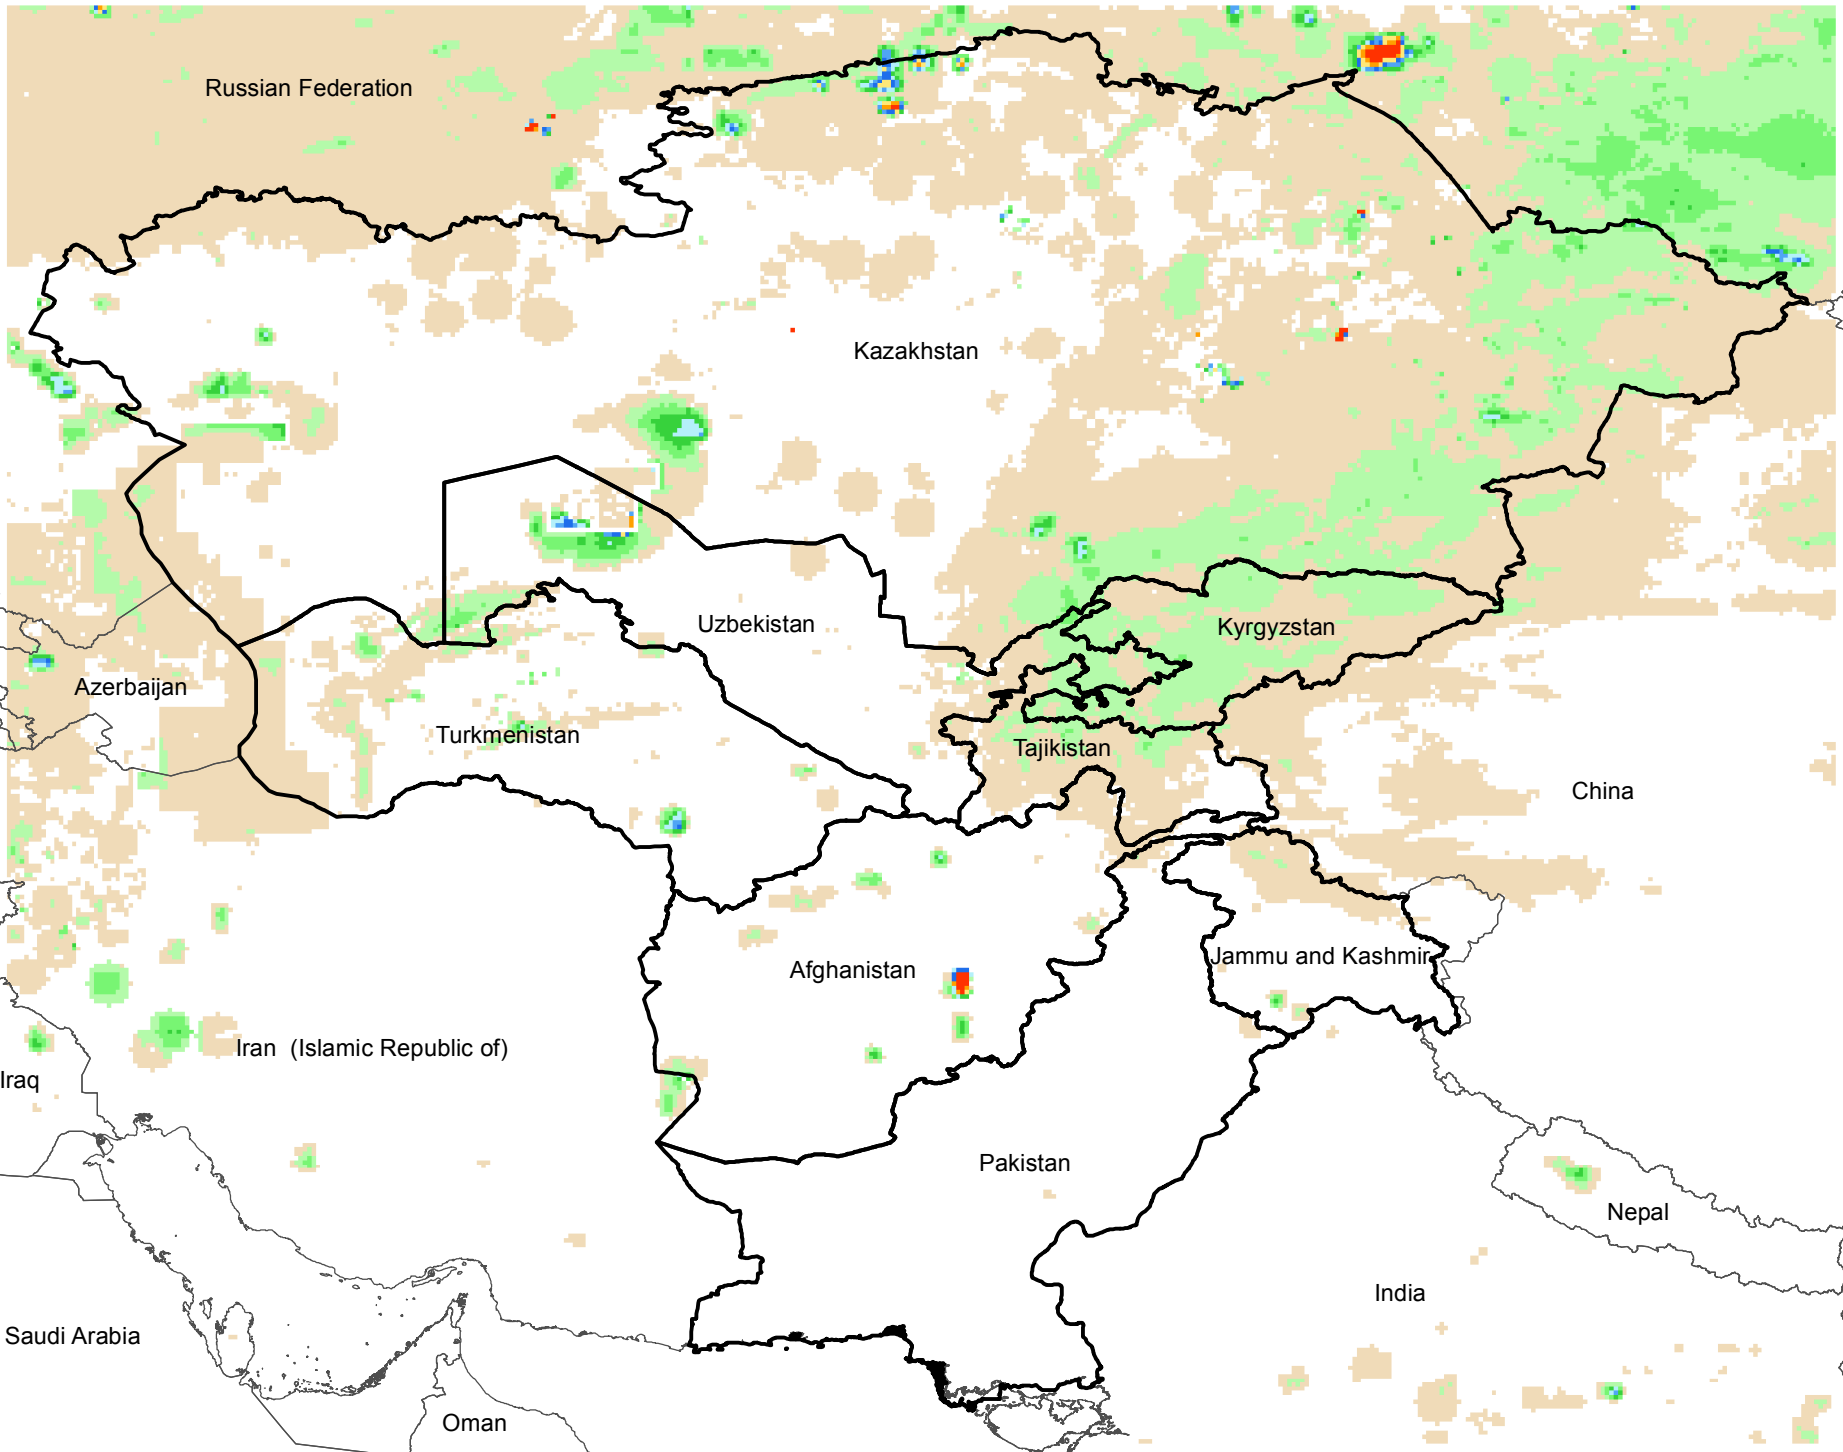 Russian Federation
Kazakhstan
Uzbekistan
Kyrgyzstan
Azerbaijan
Turkmenistan
Tajikistan
China
Jammu and Kashmir
Afghanistan
Iran (Islamic Republic of)
Iraq
Pakistan
Nepal
India
Saudi Arabia
Oman